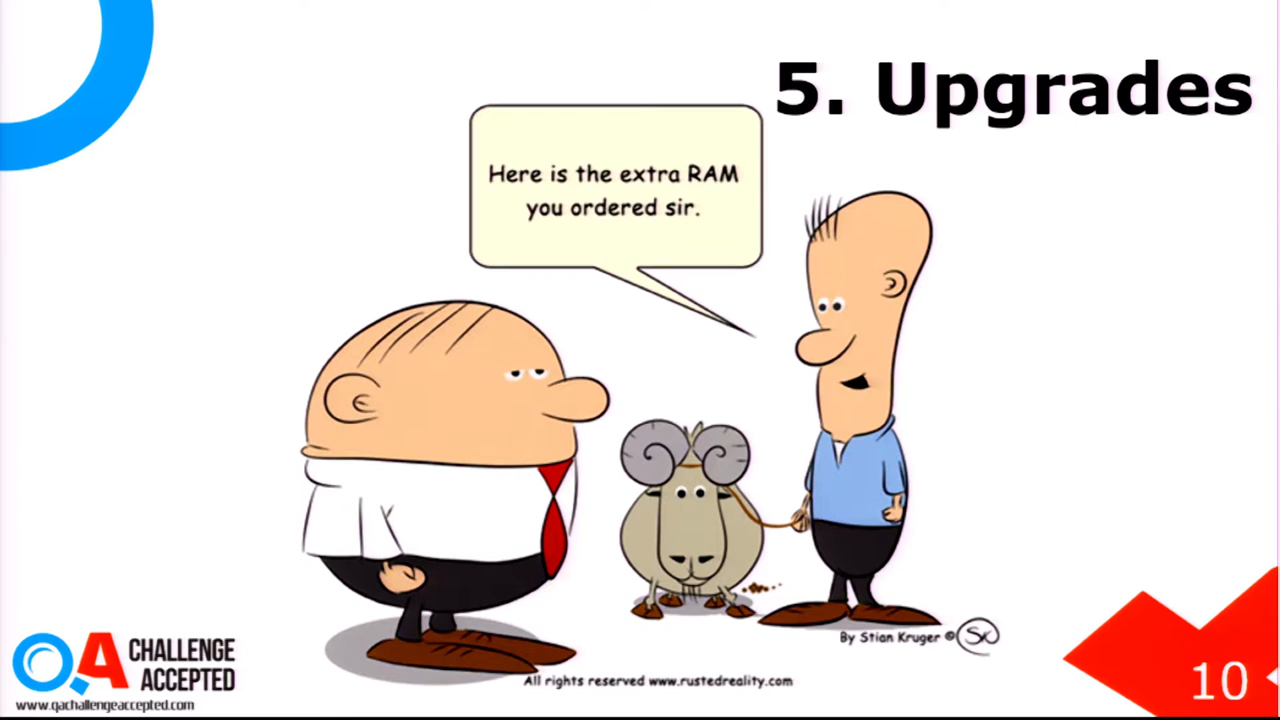 5. Upgrades
Here is the extra RAM
you ordered sir.
By Stian Kruger ©
All rights reserved www.rustedreality.com
QA CHALLENGE
ACCEPTED
www.qachallengeaccepted.com
10